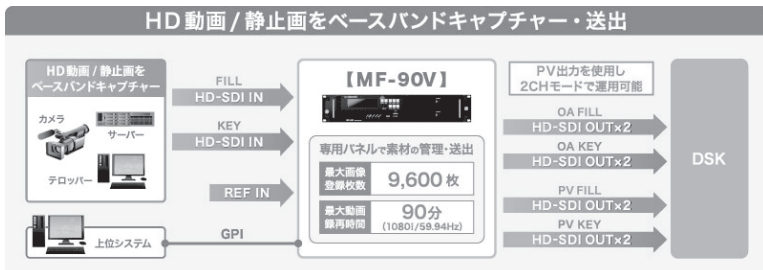 HD動画/静止画をベースバンドキャプチャー・送出
HD動画/静止画を
ベースバンドキャプチャー
カメラ
サーバー
テロッパー
上位システム
FILL
HD-SDI IN
KEY
HD-SDI IN
REF IN
GPI
【MF-90V】
専用パネルで素材の管理・送出
最大画像
登録枚数
9,600枚
最大動画
録再時間
90分
(1080i/59.94Hz)
PV出力を使用し
2CHモードで運用可能
OA FILL
HD-SDI OUT×2
OA KEY
HD-SDI OUT×2
PV FILL
HD-SDI OUT×2
PV KEY
HD-SDI OUT×2
DSK